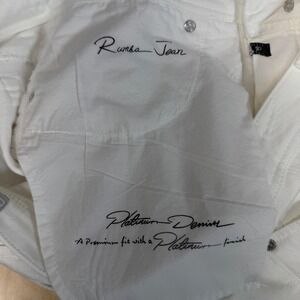 Rumba Jean
Platinum Denim
A Premium fit with a Platinum finish